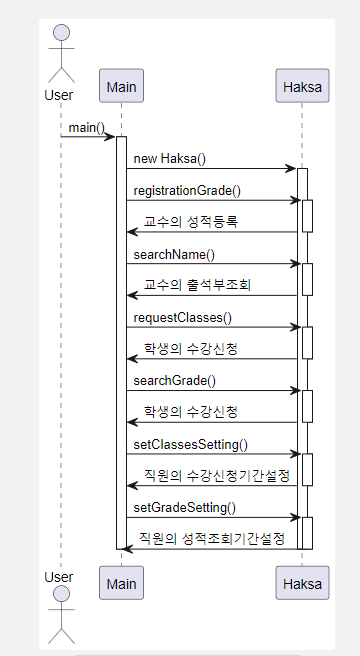 User
Main
Haksa
main()
new Haksa()
registrationGrade()
교수의 성적등록
searchName()
교수의 출석부조회
requestClasses()
학생의 수강신청
searchGrade()
학생의 수강신청
setClassesSetting()
직원의 수강신청기간설정
setGradeSetting()
직원의 성적조회기간설정
User
Main
Haksa